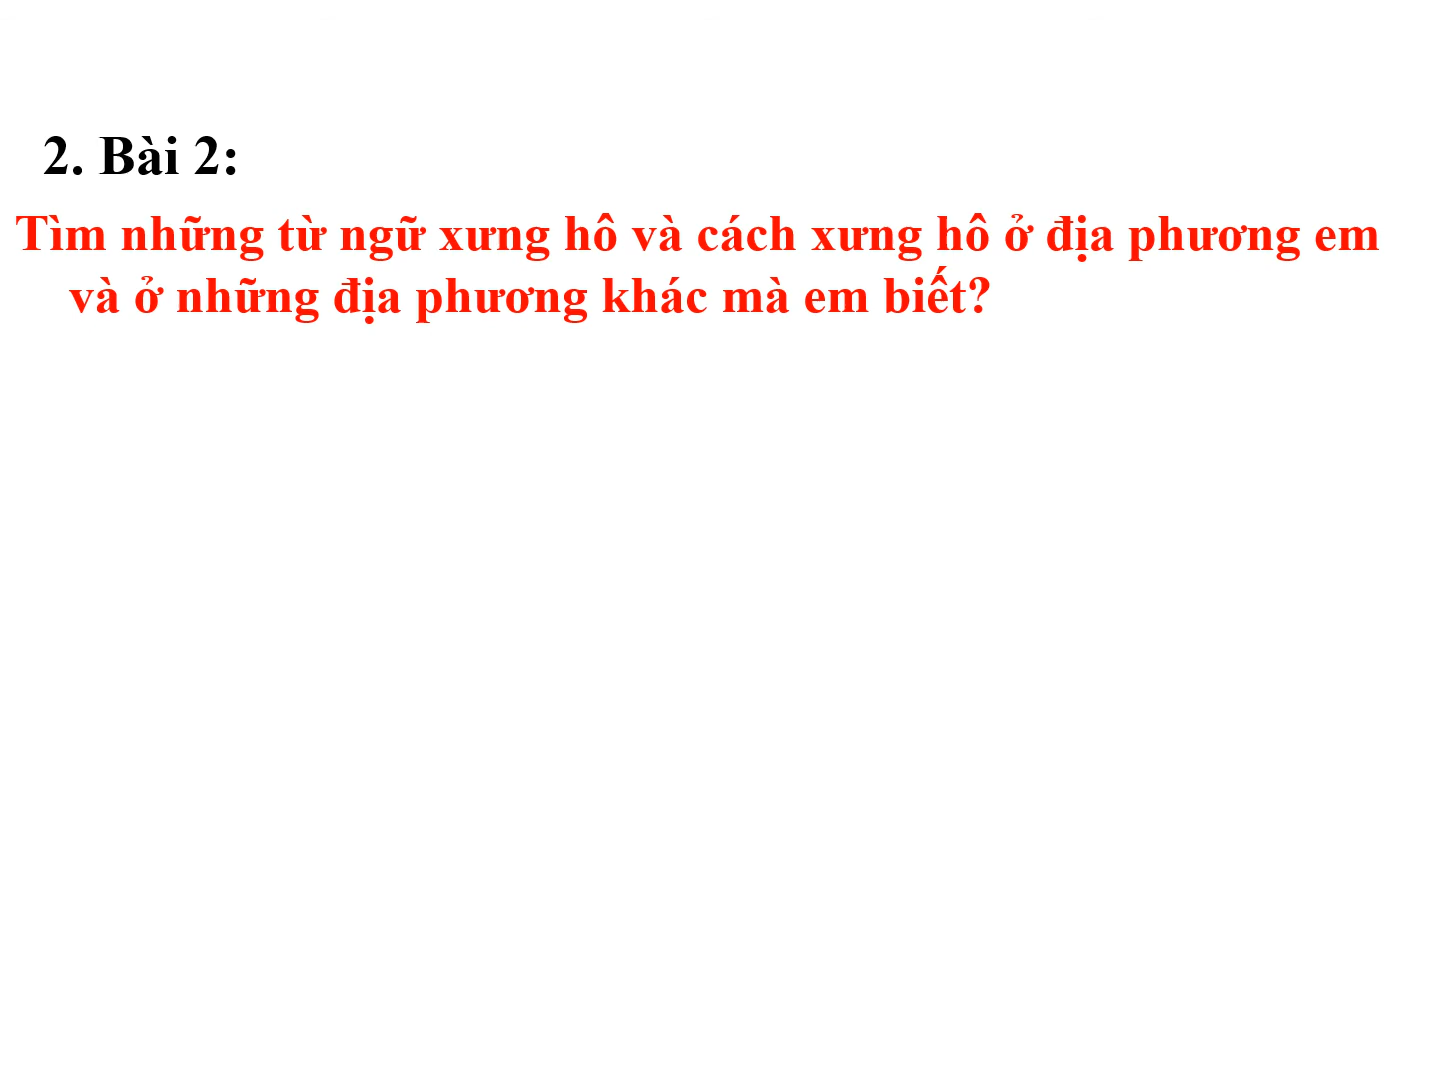 2. Bài 2:
Tìm những từ ngữ xưng hô và cách xưng hô ở địa phương em
và ở những địa phương khác mà em biết?